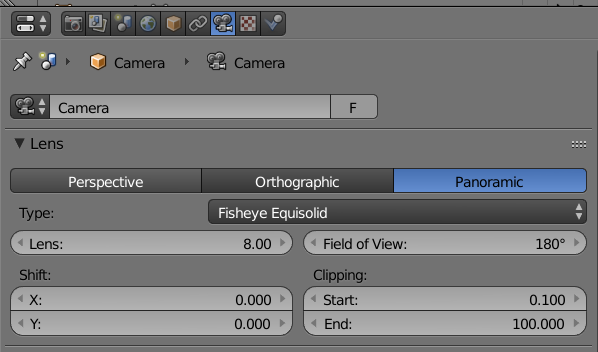 Camera Camera
Camera F
Lens
Perspective Orthographic Panoramic
Type: Fisheye Equisolid
Lens: 8.00 Field of View: 180°
Shift: Clipping:
X: 0.000 Start: 0.100
Y: 0.000 End: 100.000